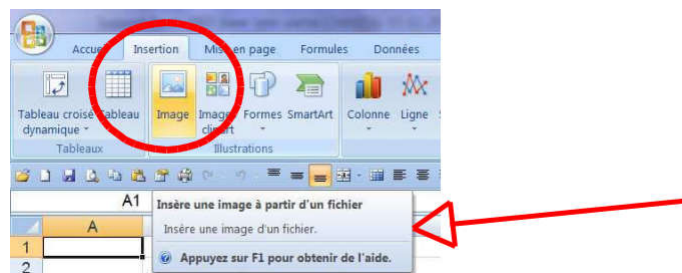 Accueil Insertion Mise en page Formules Données
Tableau croisé dynamique Tableau Image Images clipart Formes SmartArt Colonne Ligne
Tableaux Illustrations
A1
Insère une image à partir d'un fichier
Insère une image d'un fichier.
Appuyez sur F1 pour obtenir de l'aide.
A
1
2